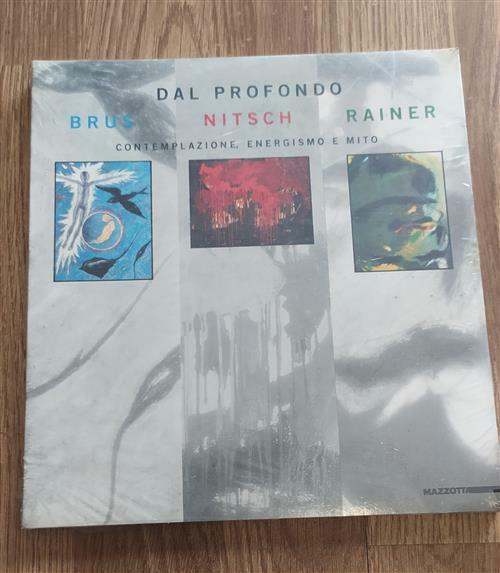 DAL PROFONDO
BRUS NITSCH RAINER
CONTEMPLAZIONE, ENERGISMO E MITO
MAZZOTTA